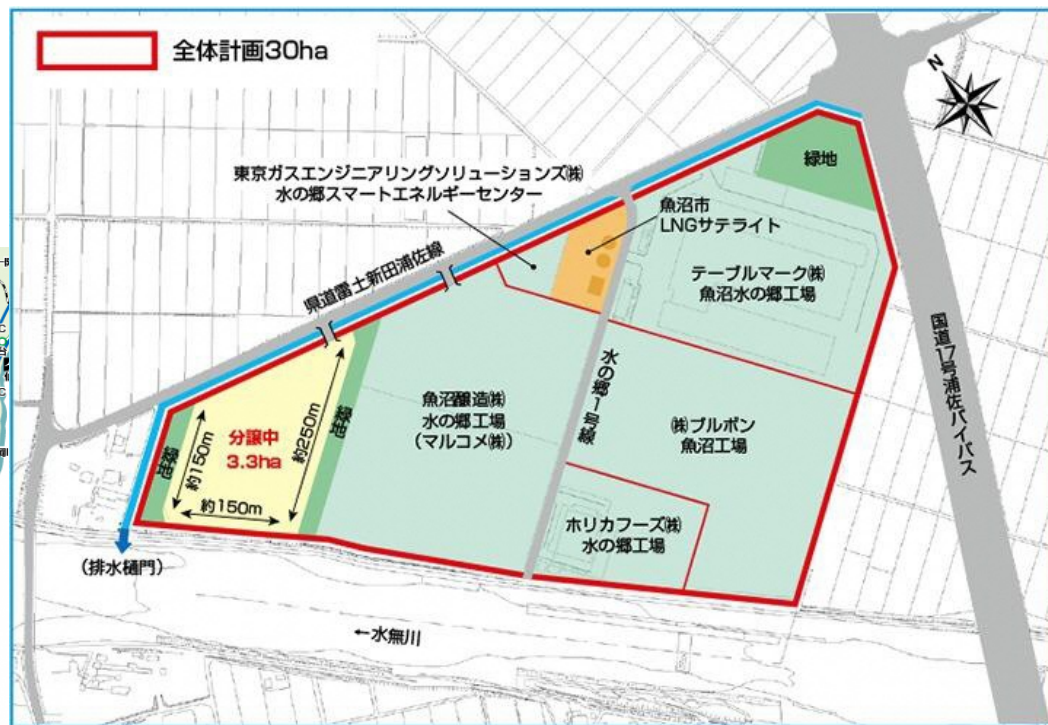 全体計画30ha
N
緑地
東京ガスエンジニアリングソリューションズ㈱
水の郷スマートエネルギーセンター
魚沼市
LNGサテライト
テーブルマーク㈱
魚沼水の郷工場
県道雷土新田浦佐線
国道17号浦佐バイパス
水の郷1号線
魚沼醸造㈱
水の郷工場
(マルコメ㈱)
㈱ブルボン
魚沼工場
緑地
約250m
分譲中
3.3ha
約150m
緑地
約150m
ホリカフーズ㈱
水の郷工場
(排水樋門)
←水無川